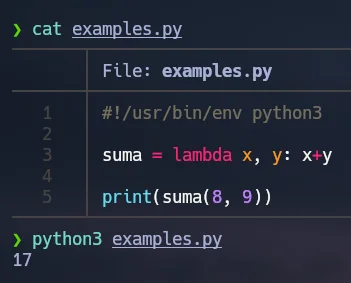 ❯ cat examples.py
File: examples.py
1 #!/usr/bin/env python3
2
3 suma = lambda x, y: x+y
4
5 print(suma(8, 9))
❯ python3 examples.py
17